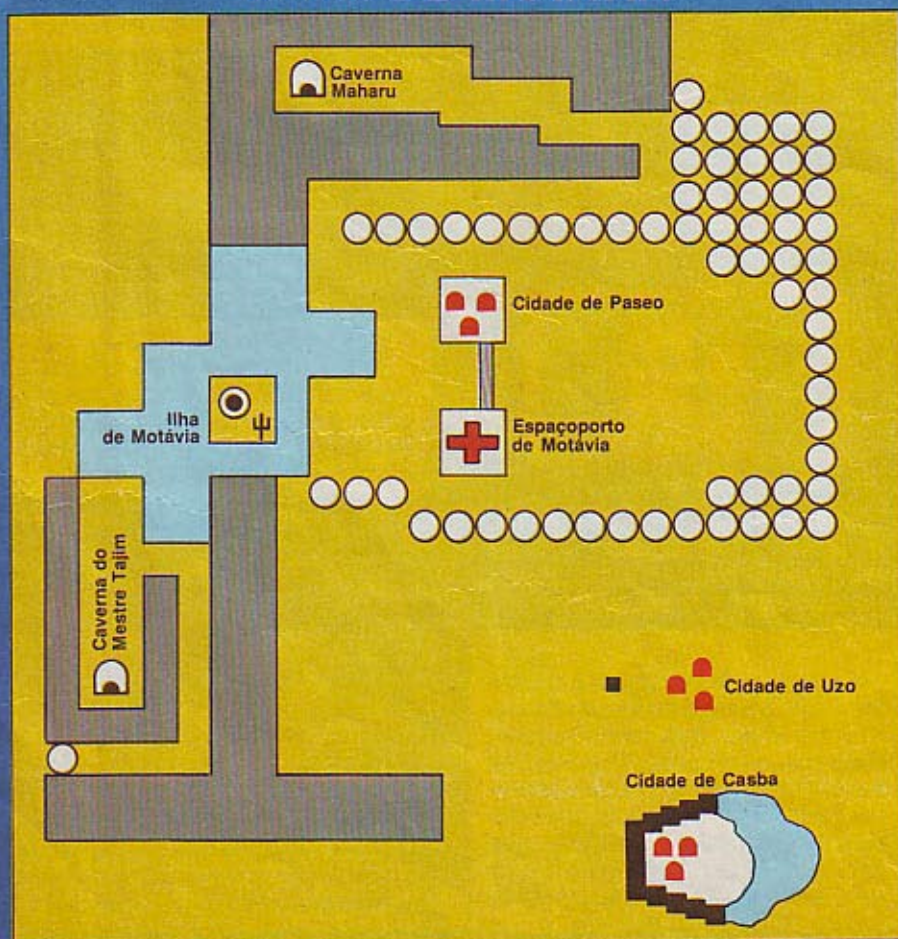 Caverna
Maharu
Cidade de Paseo
Ilha
de Motávia
Espaçoporto
de Motávia
Caverna do
Mestre Tajim
Cidade de Uzo
Cidade de Casba